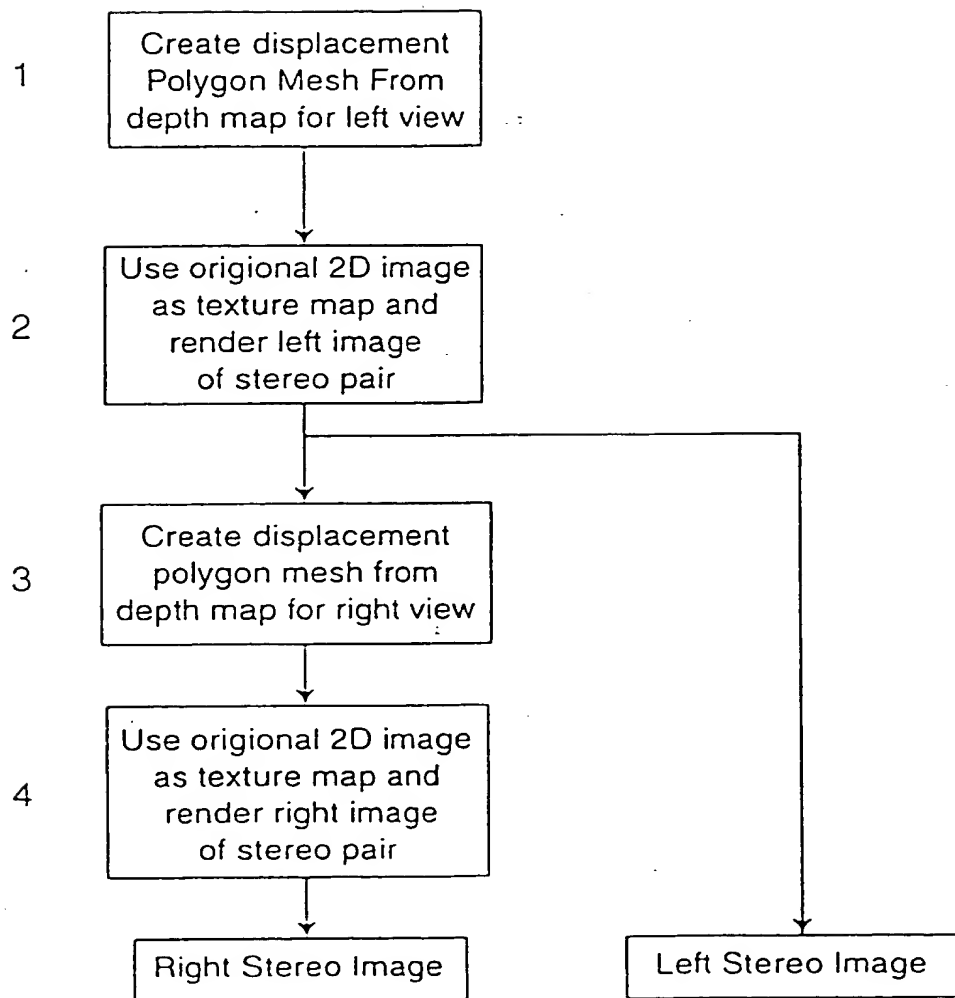 1
Create displacement
Polygon Mesh From
depth map for left view
2
Use origional 2D image
as texture map and
render left image
of stereo pair
3
Create displacement
polygon mesh from
depth map for right view
4
Use origional 2D image
as texture map and
render right image
of stereo pair
Right Stereo Image
Left Stereo Image